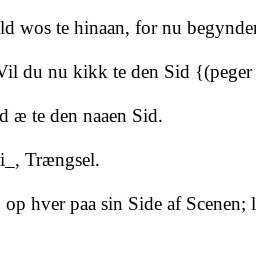 ld wos te hinaan, for nu begynder
Vil du nu kikk te den Sid {(peger
d æ te den naaen Sid.
i_, Trængsel.
op hver paa sin Side af Scenen; l